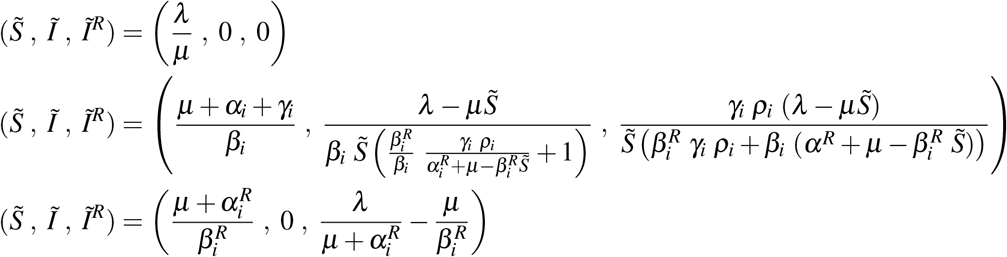 (S̃ , Ĩ , Ĩ^R) = ( λ/μ , 0 , 0 )
(S̃ , Ĩ , Ĩ^R) = ( (μ + α_i + γ_i)/β_i , (λ − μS̃)/(β_i S̃ ( (β_i^R/β_i) (γ_i ρ_i)/(α_i^R + μ − β_i^R S̃) + 1 )) , (γ_i ρ_i (λ − μS̃))/(S̃ (β_i^R γ_i ρ_i + β_i (α^R + μ − β_i^R S̃))) )
(S̃ , Ĩ , Ĩ^R) = ( (μ + α_i^R)/β_i^R , 0 , λ/(μ + α_i^R) − μ/β_i^R )